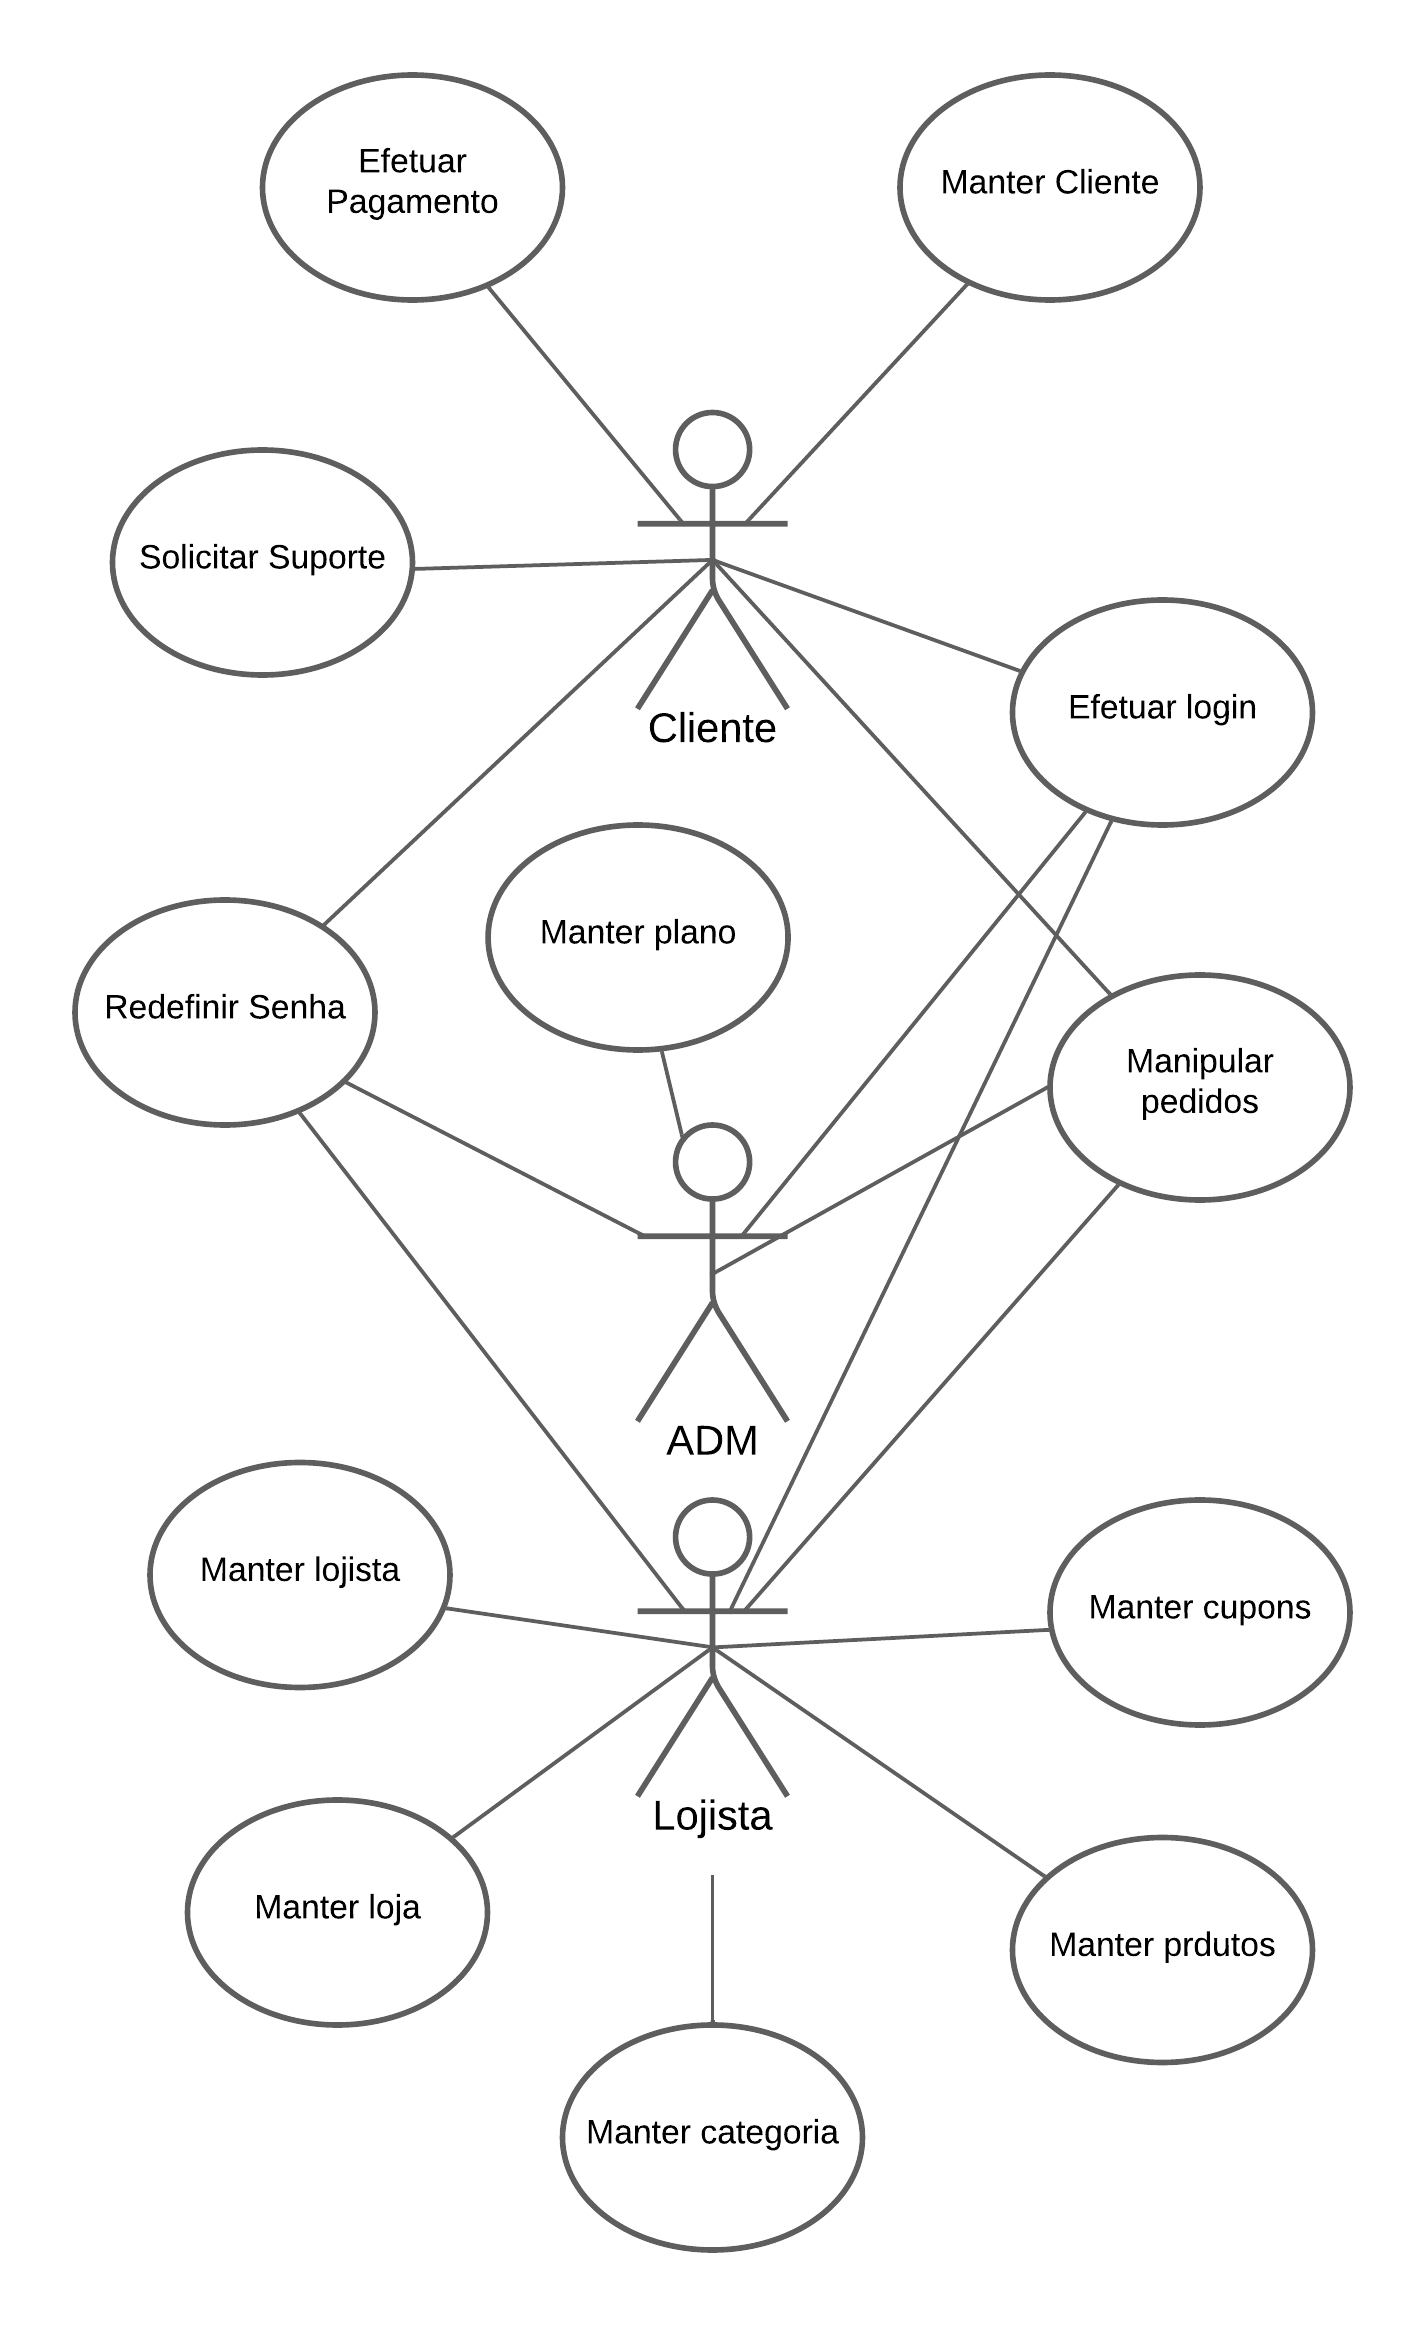 Efetuar
Pagamento
Manter Cliente
Solicitar Suporte
Efetuar login
Cliente
Manter plano
Redefinir Senha
Manipular
pedidos
ADM
Manter lojista
Manter cupons
Lojista
Manter loja
Manter prdutos
Manter categoria